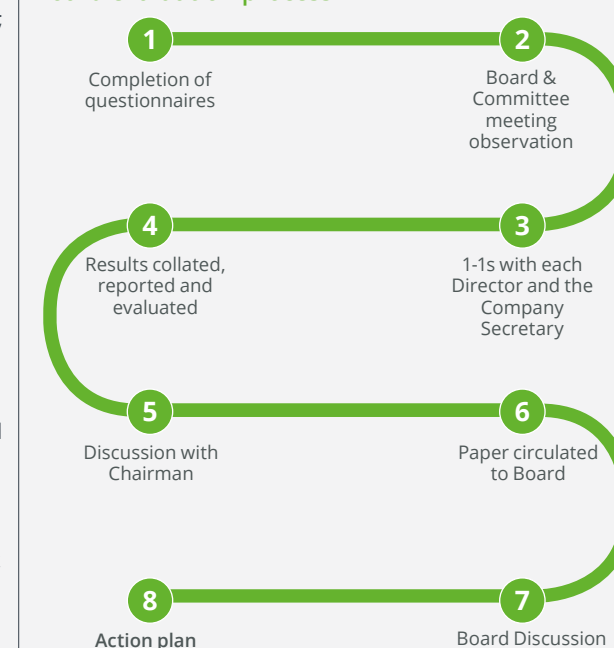 1
Completion of
questionnaires
2
Board &
Committee
meeting
observation
3
1-1s with each
Director and the
Company
Secretary
4
Results collated,
reported and
evaluated
5
Discussion with
Chairman
6
Paper circulated
to Board
7
Board Discussion
8
Action plan